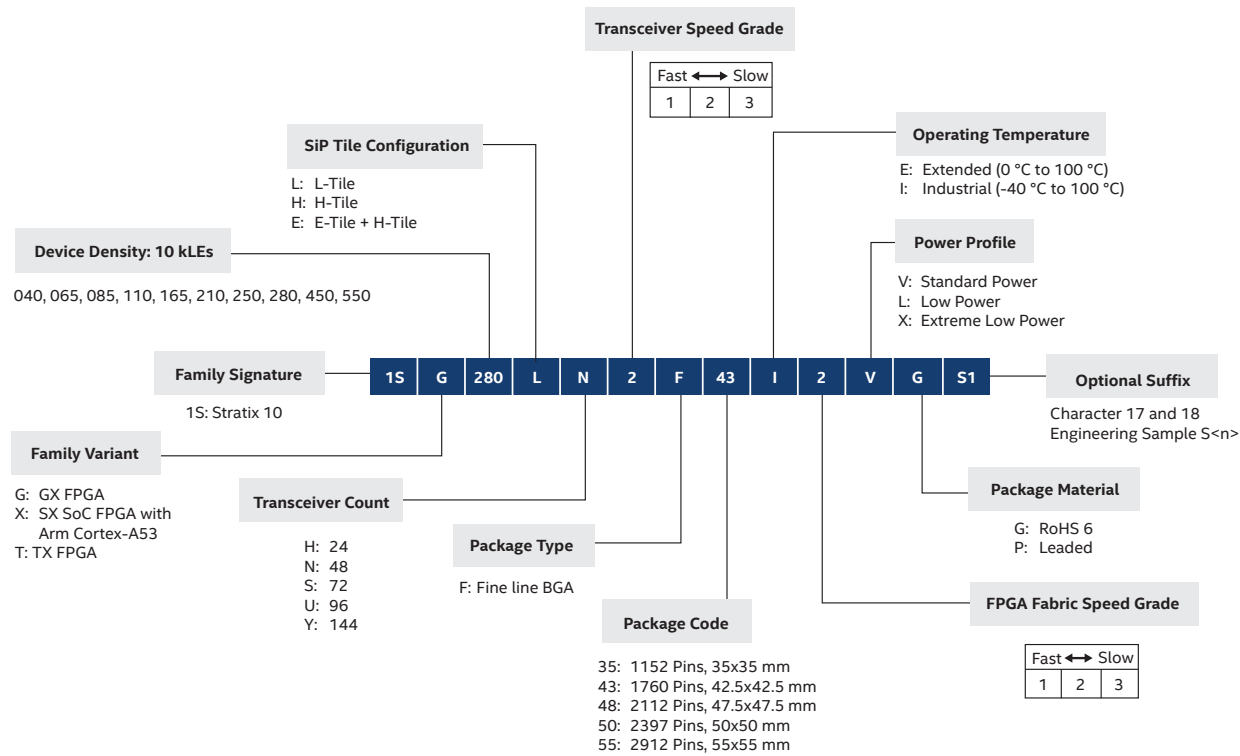 Transceiver Speed Grade
Fast Slow
1 2 3
SiP Tile Configuration
L: L-Tile
H: H-Tile
E: E-Tile + H-Tile
Operating Temperature
E: Extended (0 °C to 100 °C)
I: Industrial (-40 °C to 100 °C)
Device Density: 10 kLEs
040, 065, 085, 110, 165, 210, 250, 280, 450, 550
Power Profile
V: Standard Power
L: Low Power
X: Extreme Low Power
Family Signature
1S: Stratix 10
1S G 280 L N 2 F 43 I 2 V G S1
Optional Suffix
Character 17 and 18
Engineering Sample S<n>
Family Variant
G: GX FPGA
X: SX SoC FPGA with
Arm Cortex-A53
T: TX FPGA
Transceiver Count
H: 24
N: 48
S: 72
U: 96
Y: 144
Package Type
F: Fine line BGA
Package Code
35: 1152 Pins, 35x35 mm
43: 1760 Pins, 42.5x42.5 mm
48: 2112 Pins, 47.5x47.5 mm
50: 2397 Pins, 50x50 mm
55: 2912 Pins, 55x55 mm
Package Material
G: RoHS 6
P: Leaded
FPGA Fabric Speed Grade
Fast Slow
1 2 3